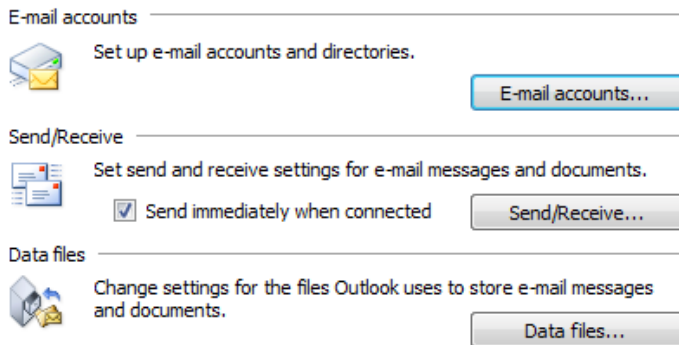 E-mail accounts
Set up e-mail accounts and directories.
E-mail accounts...
Send/Receive
Set send and receive settings for e-mail messages and documents.
Send immediately when connected
Send/Receive...
Data files
Change settings for the files Outlook uses to store e-mail messages
and documents.
Data files...